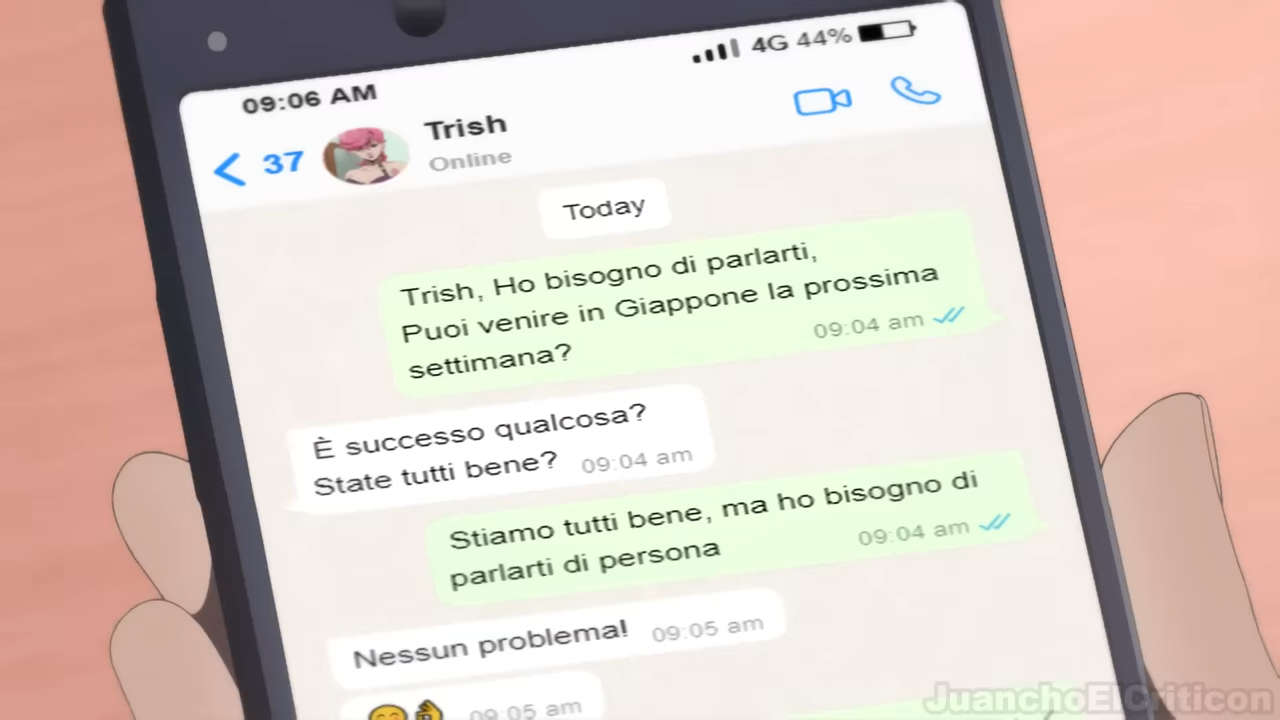 09:06 AM
4G 44%
37
Trish
Online
Today
Trish, Ho bisogno di parlarti,
Puoi venire in Giappone la prossima
settimana?
09:04 am
È successo qualcosa?
State tutti bene?
09:04 am
Stiamo tutti bene, ma ho bisogno di
parlarti di persona
09:04 am
Nessun problema!
09:05 am
😊👌
09:05 am
JuanchoElCriticon